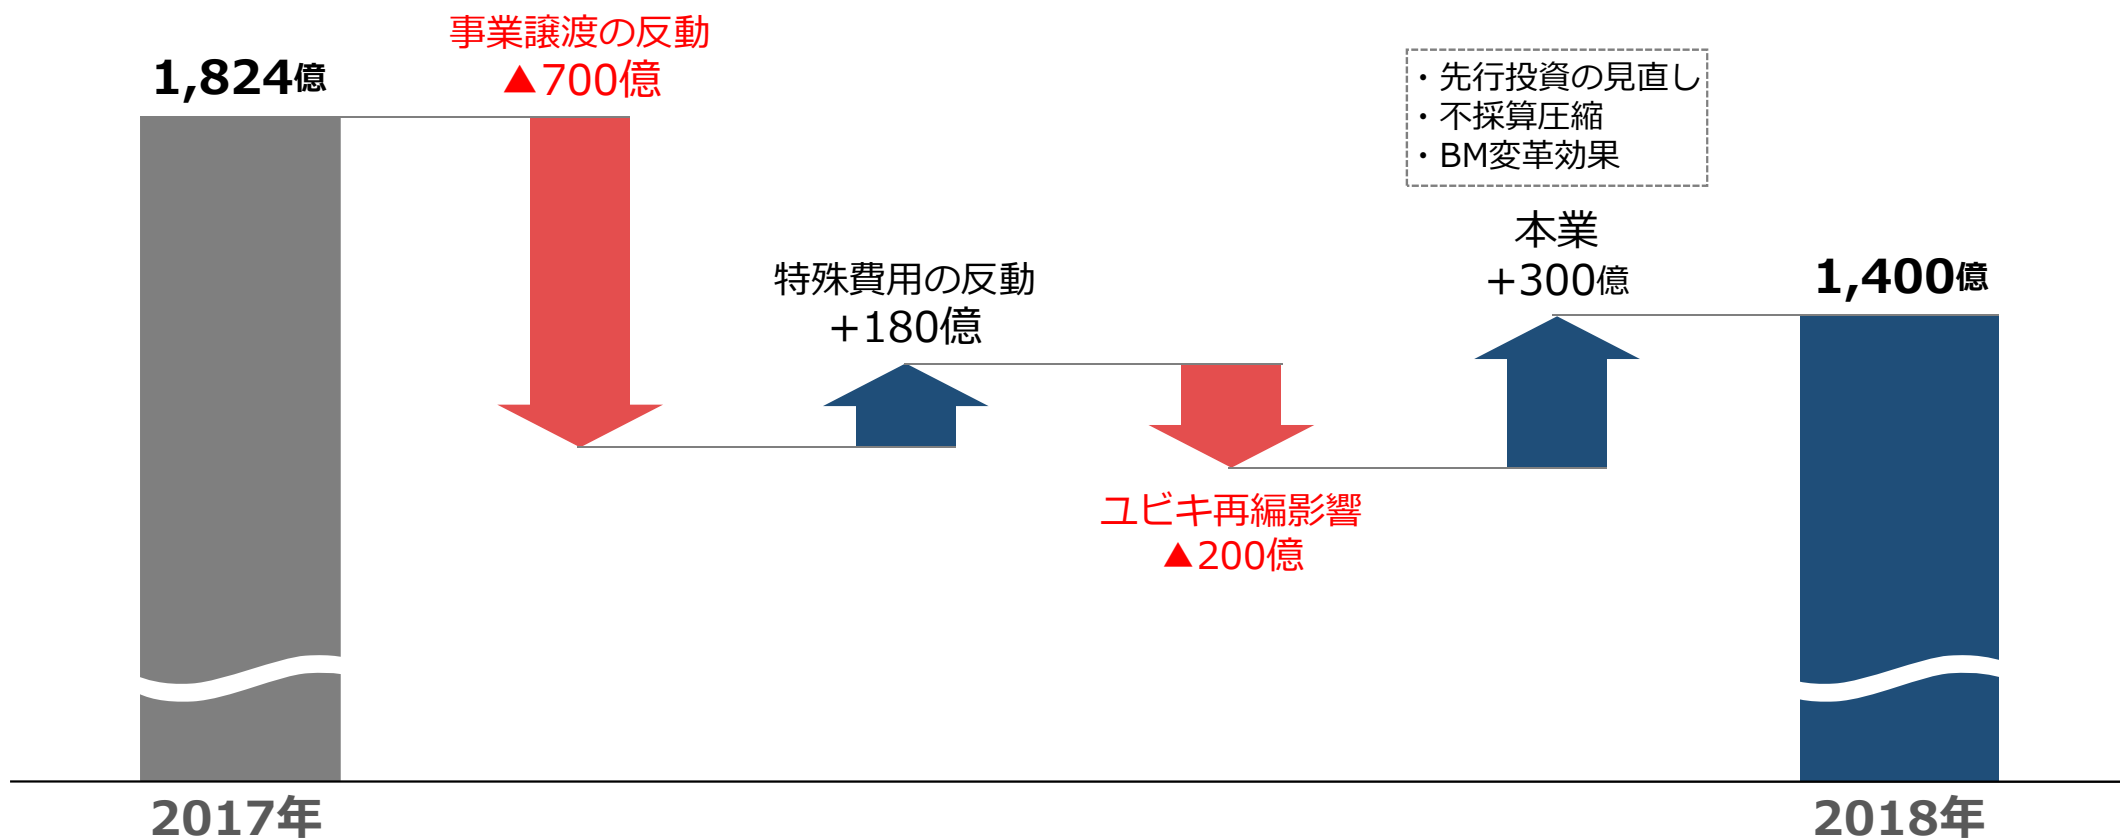 1,824億
事業譲渡の反動
▲700億
特殊費用の反動
+180億
ユビキ再編影響
▲200億
・先行投資の見直し
・不採算圧縮
・BM変革効果
本業
+300億
1,400億
2017年
2018年